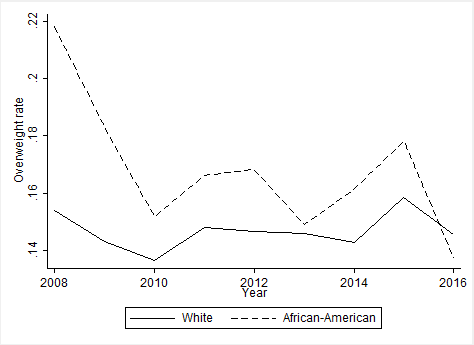 .22
.2
.18
.16
.14
Overweight rate
2008 2010 2012 2014 2016
Year
White African-American